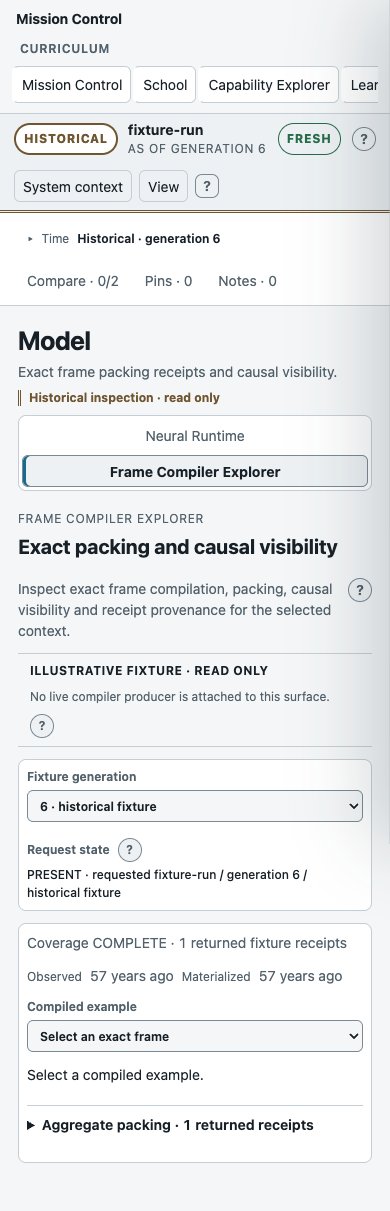 Mission Control
CURRICULUM
Mission Control School Capability Explorer Lear
HISTORICAL fixture-run FRESH ?
AS OF GENERATION 6
System context View ?
▸ Time Historical · generation 6
Compare · 0/2 Pins · 0 Notes · 0
Model
Exact frame packing receipts and causal visibility.
Historical inspection · read only
Neural Runtime
Frame Compiler Explorer
FRAME COMPILER EXPLORER
Exact packing and causal visibility
Inspect exact frame compilation, packing, causal ?
visibility and receipt provenance for the selected
context.
ILLUSTRATIVE FIXTURE · READ ONLY
No live compiler producer is attached to this surface.
?
Fixture generation
6 · historical fixture
Request state ?
PRESENT · requested fixture-run / generation 6 /
historical fixture
Coverage COMPLETE · 1 returned fixture receipts
Observed 57 years ago Materialized 57 years ago
Compiled example
Select an exact frame
Select a compiled example.
▶ Aggregate packing · 1 returned receipts